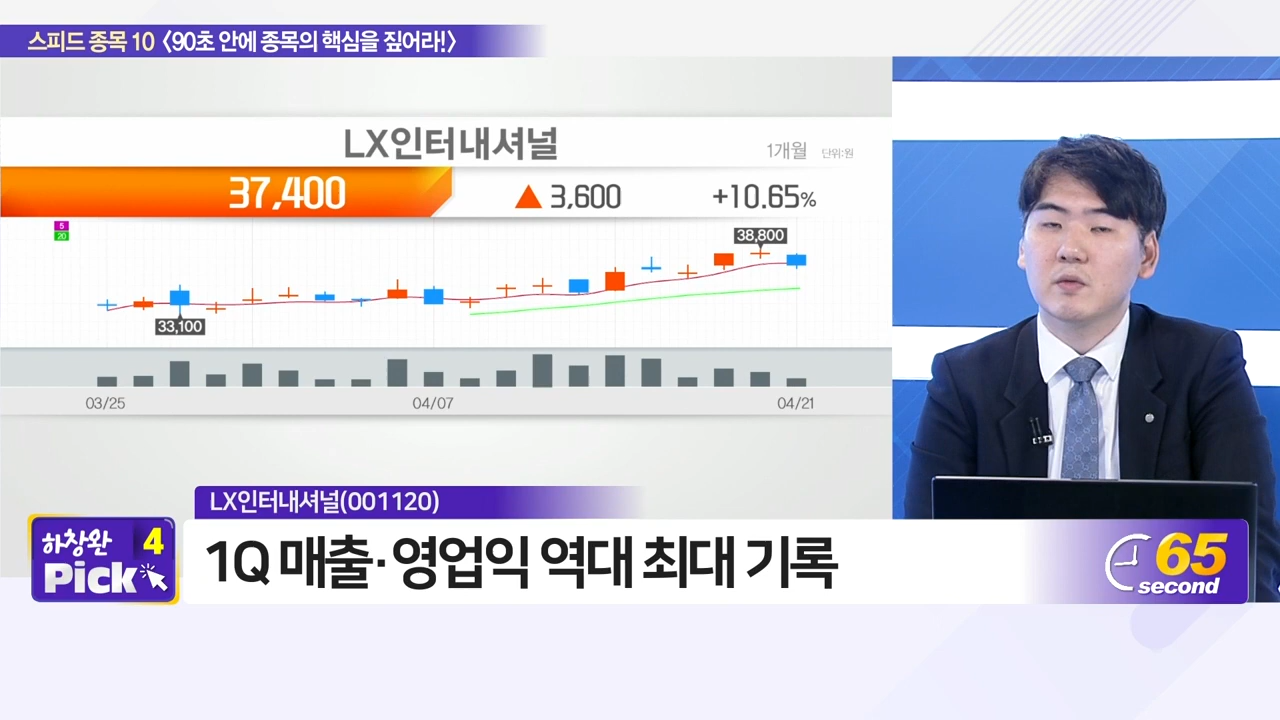 스피드 종목 10 〈90초 안에 종목의 핵심을 짚어라!〉
LX인터내셔널
1개월 단위:원
37,400 ▲ 3,600 +10.65%
5
20
38,800
33,100
03/25 04/07 04/21
LX인터내셔널(001120)
하창완 4
Pick
1Q 매출·영업익 역대 최대 기록
65
second